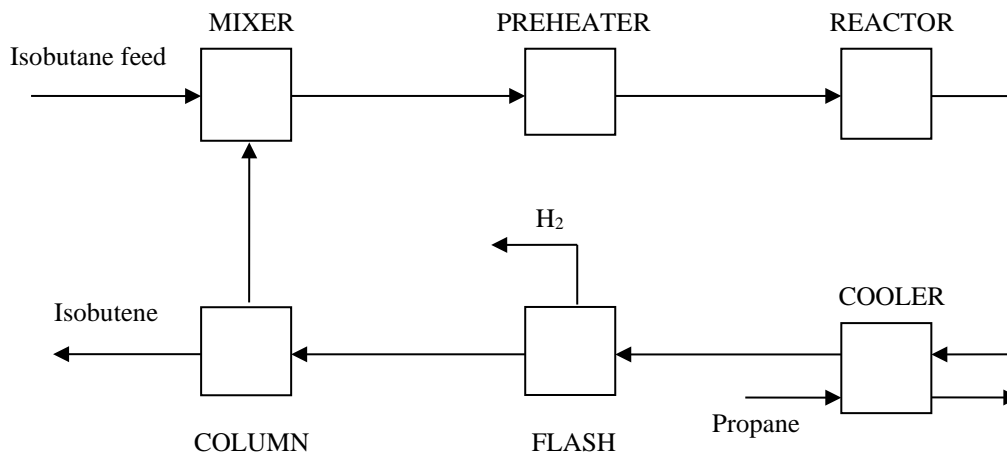 MIXER
PREHEATER
REACTOR
Isobutane feed
H₂
COOLER
Isobutene
Propane
COLUMN
FLASH